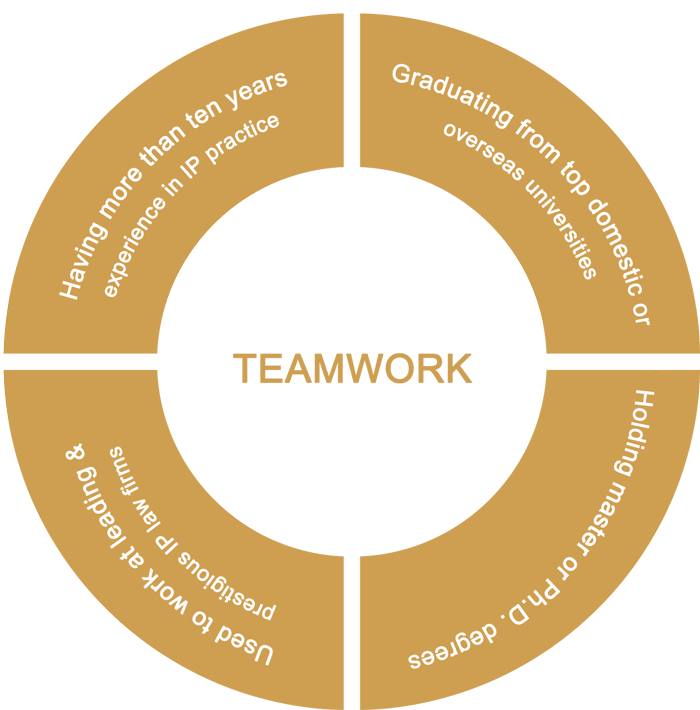 Having more than ten years
experience in IP practice
Graduating from top domestic or
overseas universities
TEAMWORK
Holding master or Ph.D. degrees
Used to work at leading &
prestigious IP law firms